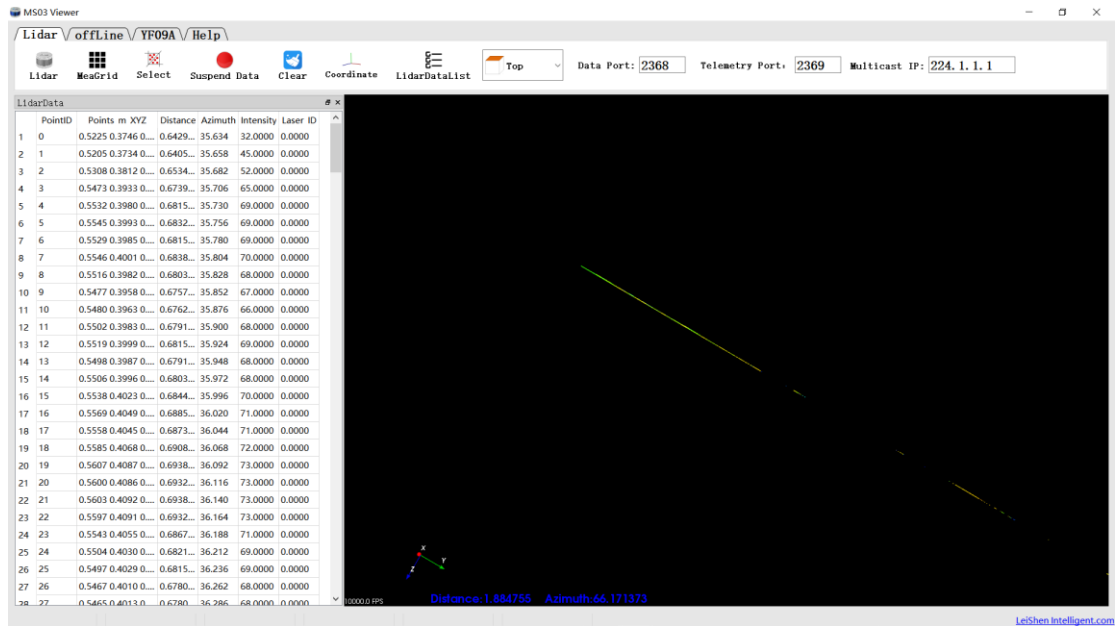 MS03 Viewer
Lidar offLine YF09A Help
Lidar MeaGrid Select Suspend Data Clear Coordinate LidarDataList Top Data Port: 2368 Telemetry Port: 2369 Multicast IP: 224.1.1.1
LidarData
PointID Points m XYZ Distance Azimuth Intensity Laser ID
1 0 0.5225 0.3746 0.... 0.6429... 35.634 32.0000 0.0000
2 1 0.5205 0.3734 0.... 0.6405... 35.658 45.0000 0.0000
3 2 0.5308 0.3812 0.... 0.6534... 35.682 52.0000 0.0000
4 3 0.5473 0.3933 0.... 0.6739... 35.706 65.0000 0.0000
5 4 0.5532 0.3980 0.... 0.6815... 35.730 69.0000 0.0000
6 5 0.5545 0.3993 0.... 0.6832... 35.756 69.0000 0.0000
7 6 0.5529 0.3985 0.... 0.6815... 35.780 69.0000 0.0000
8 7 0.5546 0.4001 0.... 0.6838... 35.804 70.0000 0.0000
9 8 0.5516 0.3982 0.... 0.6803... 35.828 68.0000 0.0000
10 9 0.5477 0.3958 0.... 0.6757... 35.852 67.0000 0.0000
11 10 0.5480 0.3963 0.... 0.6762... 35.876 66.0000 0.0000
12 11 0.5502 0.3983 0.... 0.6791... 35.900 68.0000 0.0000
13 12 0.5519 0.3999 0.... 0.6815... 35.924 69.0000 0.0000
14 13 0.5498 0.3987 0.... 0.6791... 35.948 68.0000 0.0000
15 14 0.5506 0.3996 0.... 0.6803... 35.972 68.0000 0.0000
16 15 0.5538 0.4023 0.... 0.6844... 35.996 70.0000 0.0000
17 16 0.5569 0.4049 0.... 0.6885... 36.020 71.0000 0.0000
18 17 0.5558 0.4045 0.... 0.6873... 36.044 71.0000 0.0000
19 18 0.5585 0.4068 0.... 0.6908... 36.068 72.0000 0.0000
20 19 0.5607 0.4087 0.... 0.6938... 36.092 73.0000 0.0000
21 20 0.5600 0.4086 0.... 0.6932... 36.116 73.0000 0.0000
22 21 0.5603 0.4092 0.... 0.6938... 36.140 73.0000 0.0000
23 22 0.5597 0.4091 0.... 0.6932... 36.164 73.0000 0.0000
24 23 0.5543 0.4055 0.... 0.6867... 36.188 71.0000 0.0000
25 24 0.5504 0.4030 0.... 0.6821... 36.212 69.0000 0.0000
26 25 0.5497 0.4029 0.... 0.6815... 36.236 69.0000 0.0000
27 26 0.5467 0.4010 0.... 0.6780... 36.262 68.0000 0.0000
28 27 0.5465 0.4013 0.... 0.6780... 36.286 68.0000 0.0000
X
Y
Z
10000.0 FPS
Distance:1.884755 Azimuth:66.171373
LeiShen Intelligent.com